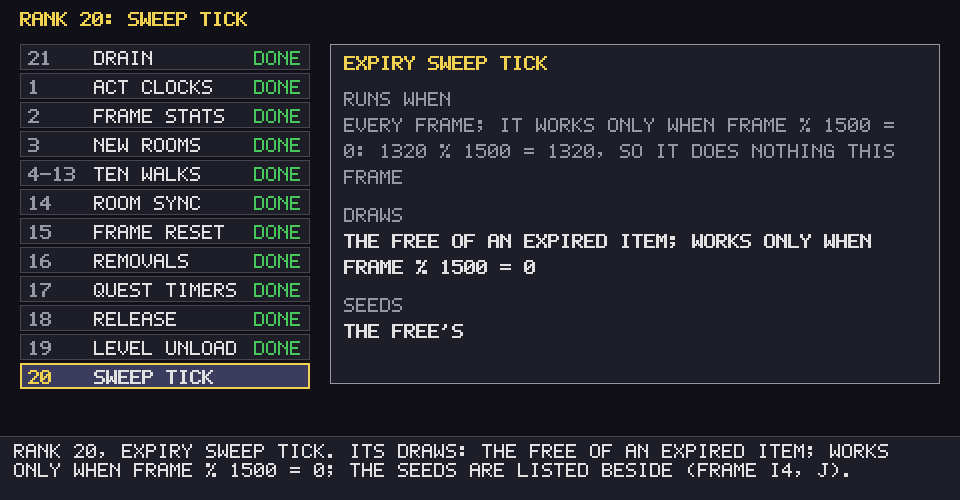 RANK 20: SWEEP TICK
21 DRAIN DONE
1 ACT CLOCKS DONE
2 FRAME STATS DONE
3 NEW ROOMS DONE
4-13 TEN WALKS DONE
14 ROOM SYNC DONE
15 FRAME RESET DONE
16 REMOVALS DONE
17 QUEST TIMERS DONE
18 RELEASE DONE
19 LEVEL UNLOAD DONE
20 SWEEP TICK
EXPIRY SWEEP TICK
RUNS WHEN
EVERY FRAME; IT WORKS ONLY WHEN FRAME % 1500 =
0: 1320 % 1500 = 1320, SO IT DOES NOTHING THIS
FRAME
DRAWS
THE FREE OF AN EXPIRED ITEM; WORKS ONLY WHEN
FRAME % 1500 = 0
SEEDS
THE FREE'S
RANK 20, EXPIRY SWEEP TICK. ITS DRAWS: THE FREE OF AN EXPIRED ITEM; WORKS
ONLY WHEN FRAME % 1500 = 0; THE SEEDS ARE LISTED BESIDE (FRAME I4, J).